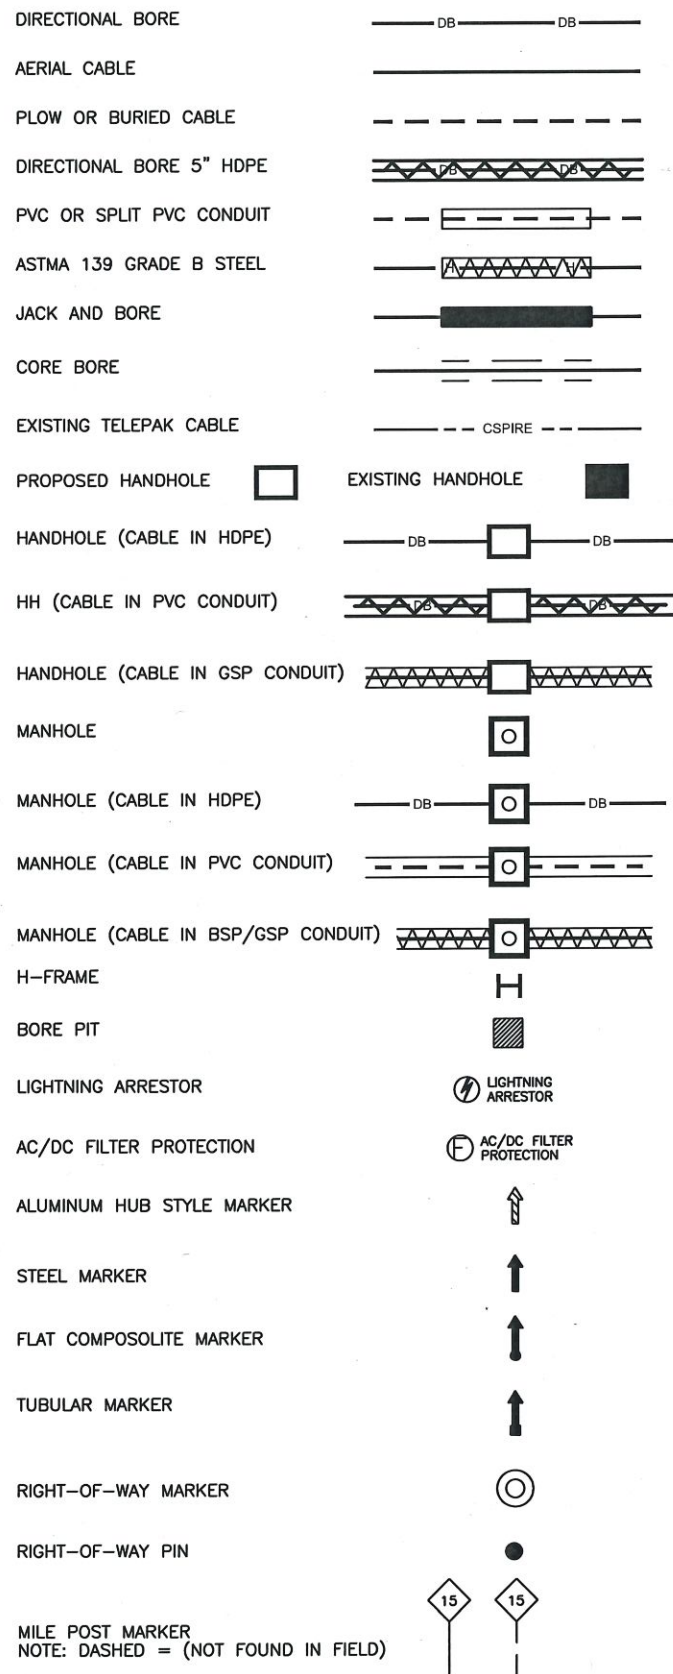 DIRECTIONAL BORE DB DB
AERIAL CABLE
PLOW OR BURIED CABLE
DIRECTIONAL BORE 5" HDPE DB DB
PVC OR SPLIT PVC CONDUIT
ASTMA 139 GRADE B STEEL H H
JACK AND BORE
CORE BORE
EXISTING TELEPAK CABLE CSPIRE
PROPOSED HANDHOLE EXISTING HANDHOLE
HANDHOLE (CABLE IN HDPE) DB DB
HH (CABLE IN PVC CONDUIT) DB DB
HANDHOLE (CABLE IN GSP CONDUIT)
MANHOLE
MANHOLE (CABLE IN HDPE) DB DB
MANHOLE (CABLE IN PVC CONDUIT)
MANHOLE (CABLE IN BSP/GSP CONDUIT)
H-FRAME H
BORE PIT
LIGHTNING ARRESTOR LIGHTNING
ARRESTOR
AC/DC FILTER PROTECTION F AC/DC FILTER
PROTECTION
ALUMINUM HUB STYLE MARKER
STEEL MARKER
FLAT COMPOSOLITE MARKER
TUBULAR MARKER
RIGHT-OF-WAY MARKER
RIGHT-OF-WAY PIN
15 15
MILE POST MARKER
NOTE: DASHED = (NOT FOUND IN FIELD)